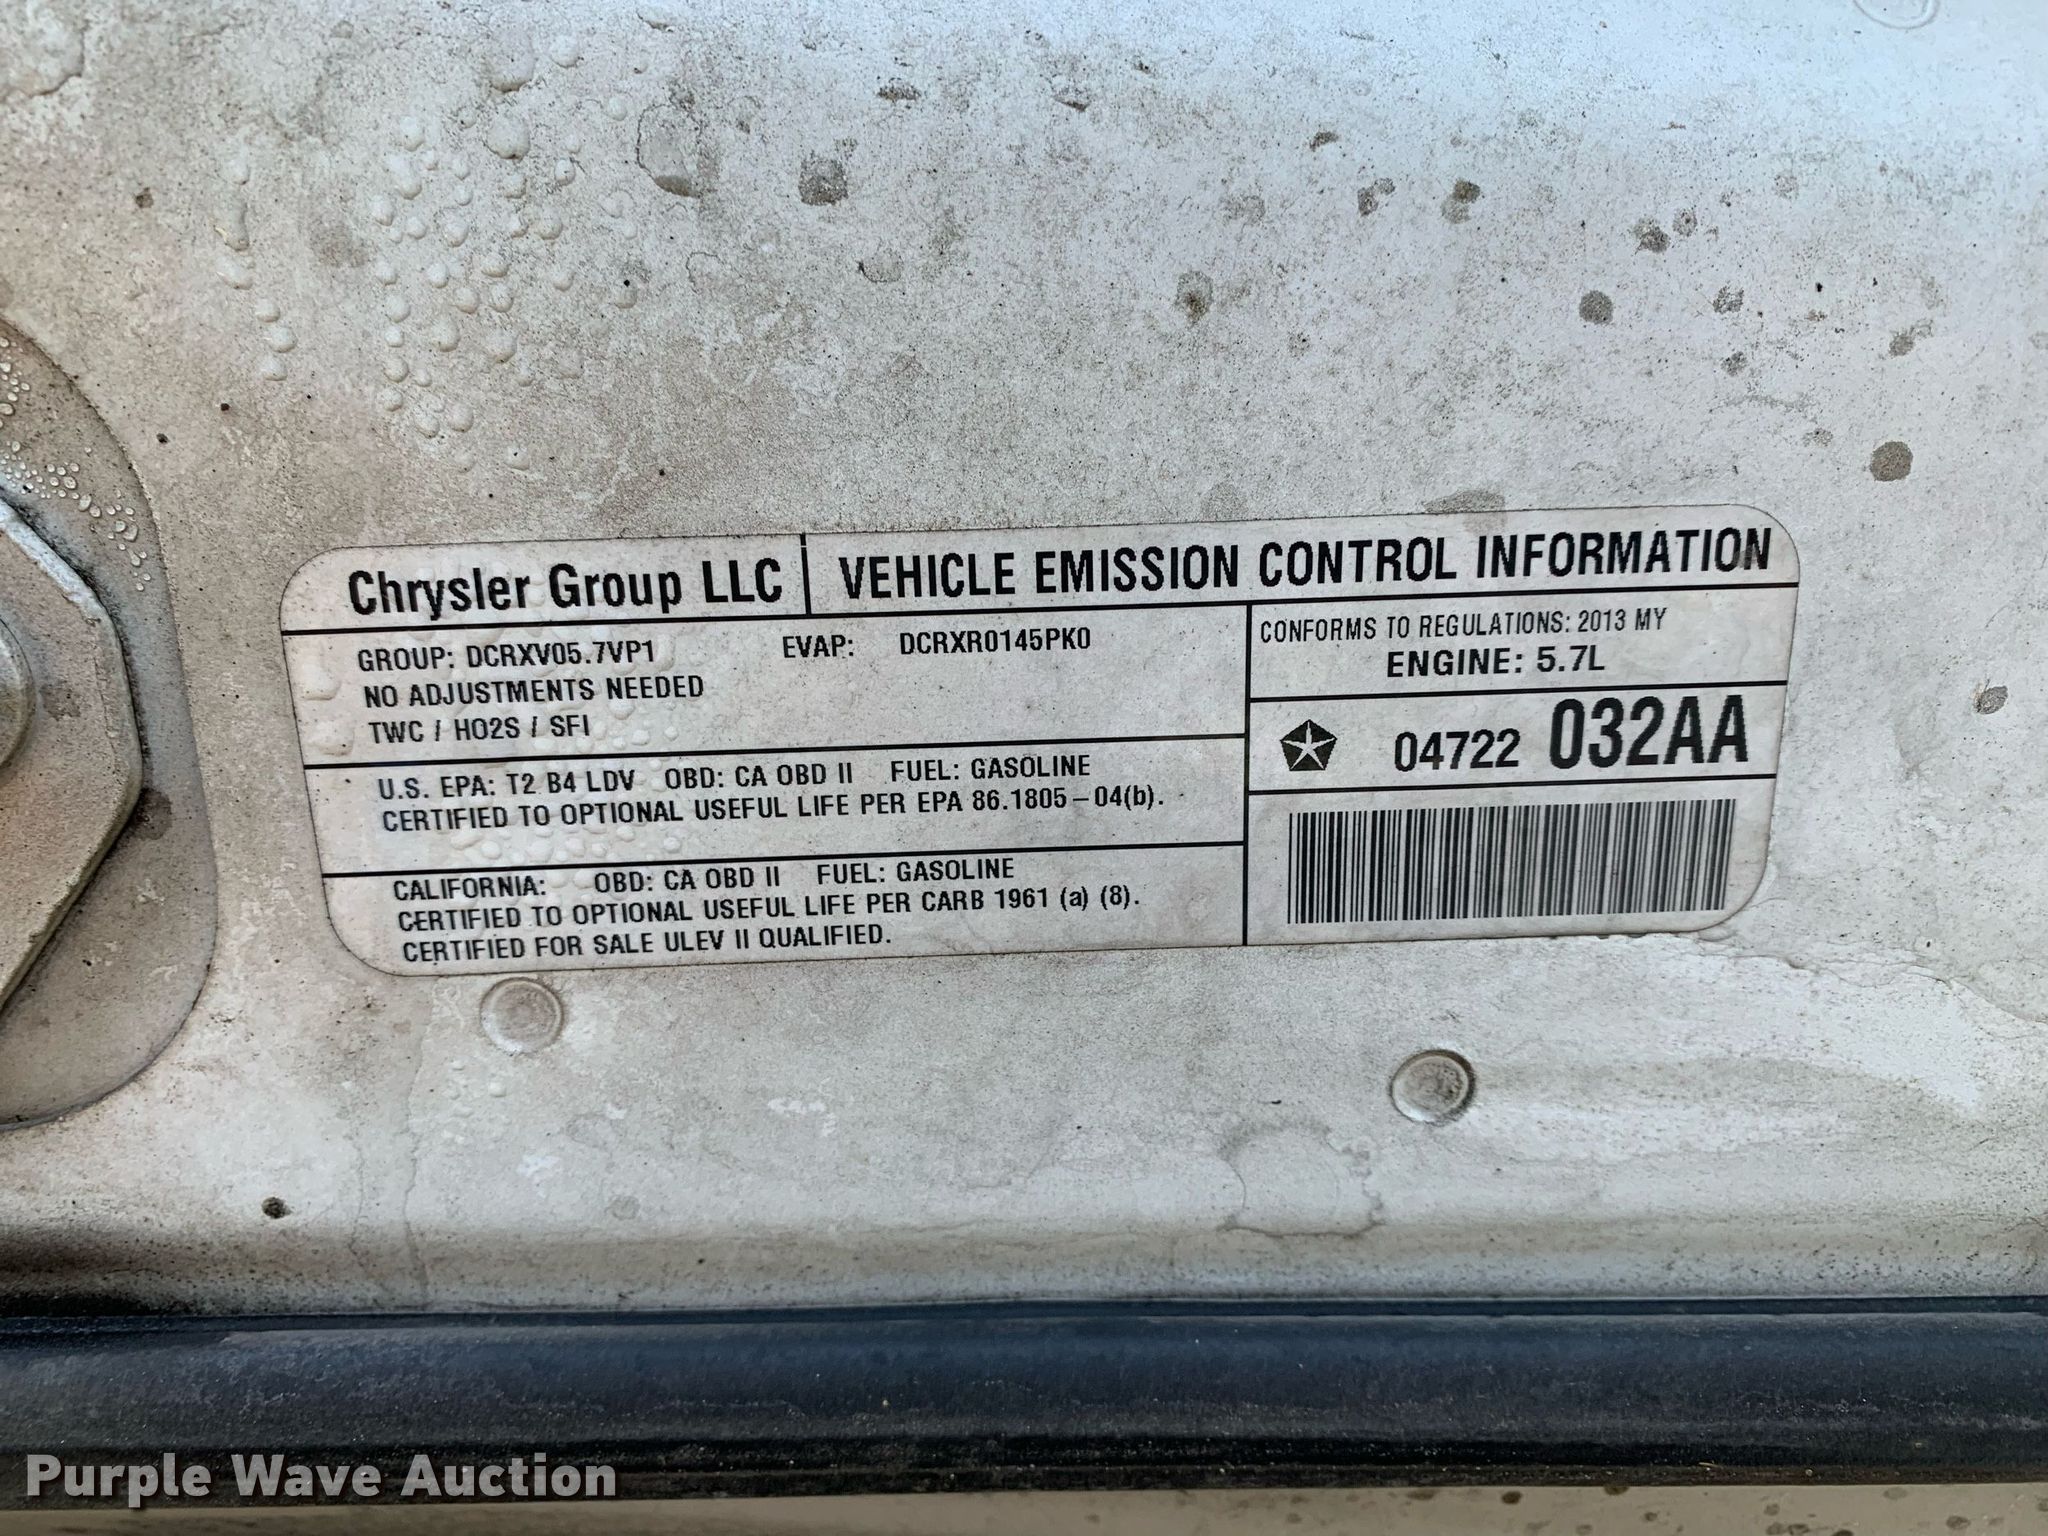 Chrysler Group LLC VEHICLE EMISSION CONTROL INFORMATION
GROUP: DCRXV05.7VP1 EVAP: DCRXR0145PK0
NO ADJUSTMENTS NEEDED
TWC / HO2S / SFI
U.S. EPA: T2 B4 LDV OBD: CA OBD II FUEL: GASOLINE
CERTIFIED TO OPTIONAL USEFUL LIFE PER EPA 86.1805–04(b).
CALIFORNIA: OBD: CA OBD II FUEL: GASOLINE
CERTIFIED TO OPTIONAL USEFUL LIFE PER CARB 1961 (a) (8).
CERTIFIED FOR SALE ULEV II QUALIFIED.
CONFORMS TO REGULATIONS: 2013 MY
ENGINE: 5.7L
04722 032AA
Purple Wave Auction